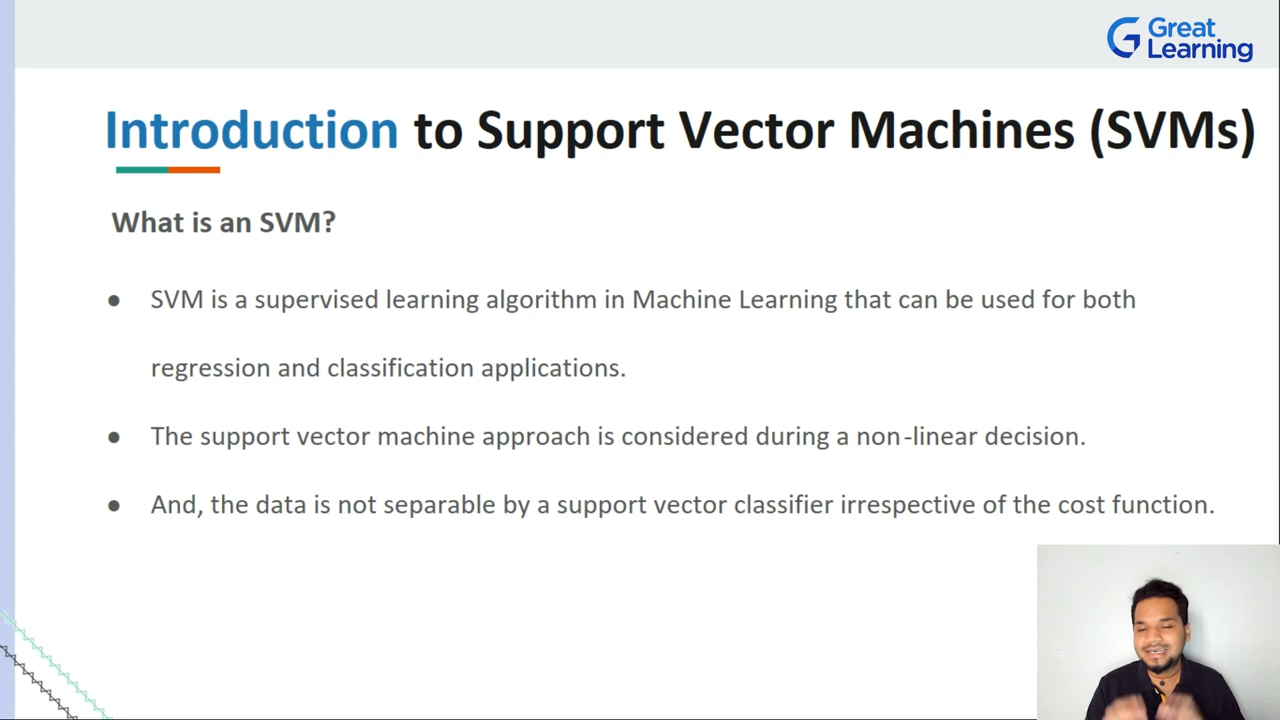 Great
Learning
Introduction to Support Vector Machines (SVMs)
What is an SVM?
● SVM is a supervised learning algorithm in Machine Learning that can be used for both
regression and classification applications.
● The support vector machine approach is considered during a non-linear decision.
● And, the data is not separable by a support vector classifier irrespective of the cost function.